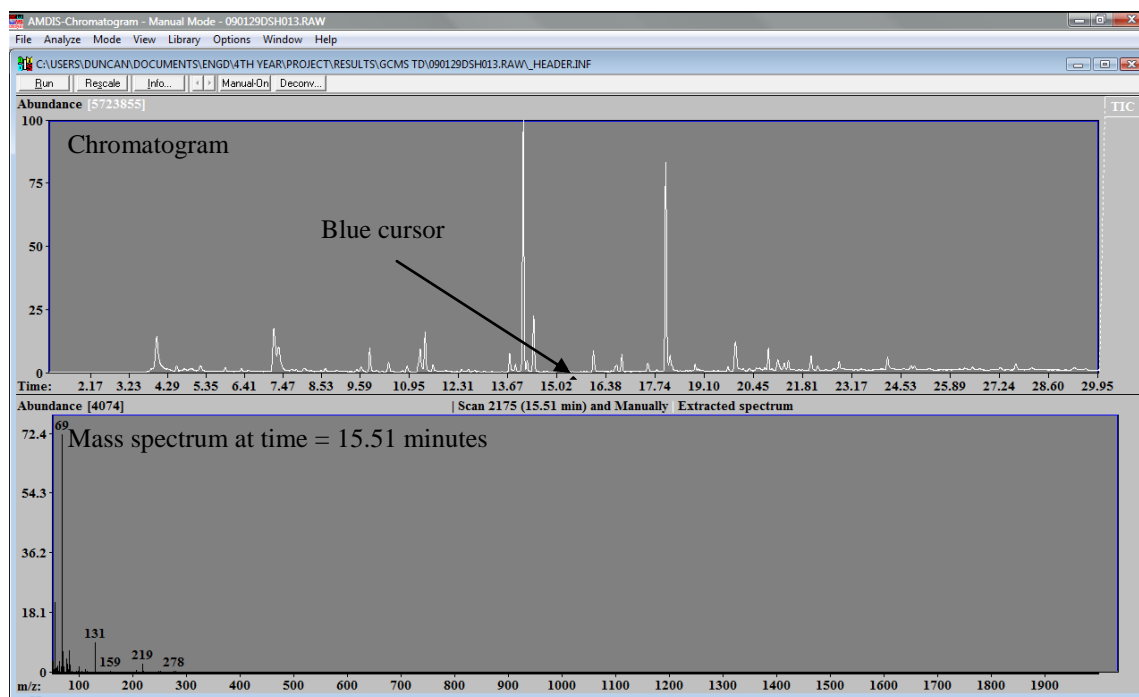 AMDIS-Chromatogram - Manual Mode - 090129DSH013.RAW
File Analyze Mode View Library Options Window Help
C:\USERS\DUNCAN\DOCUMENTS\ENGD\4TH YEAR\PROJECT\RESULTS\GCMS TD\090129DSH013.RAW\_HEADER.INF
Run Rescale Info... Manual-On Deconv...
Abundance [5723855] TIC
100
Chromatogram
75
Blue cursor
50
25
0
Time: 2.17 3.23 4.29 5.35 6.41 7.47 8.53 9.59 10.95 12.31 13.67 15.02 16.38 17.74 19.10 20.45 21.81 23.17 24.53 25.89 27.24 28.60 29.95
Abundance [4074] | Scan 2175 (15.51 min) and Manually | Extracted spectrum
69
72.4
Mass spectrum at time = 15.51 minutes
54.3
36.2
18.1
131
159 219 278
0
m/z: 100 200 300 400 500 600 700 800 900 1000 1100 1200 1300 1400 1500 1600 1700 1800 1900